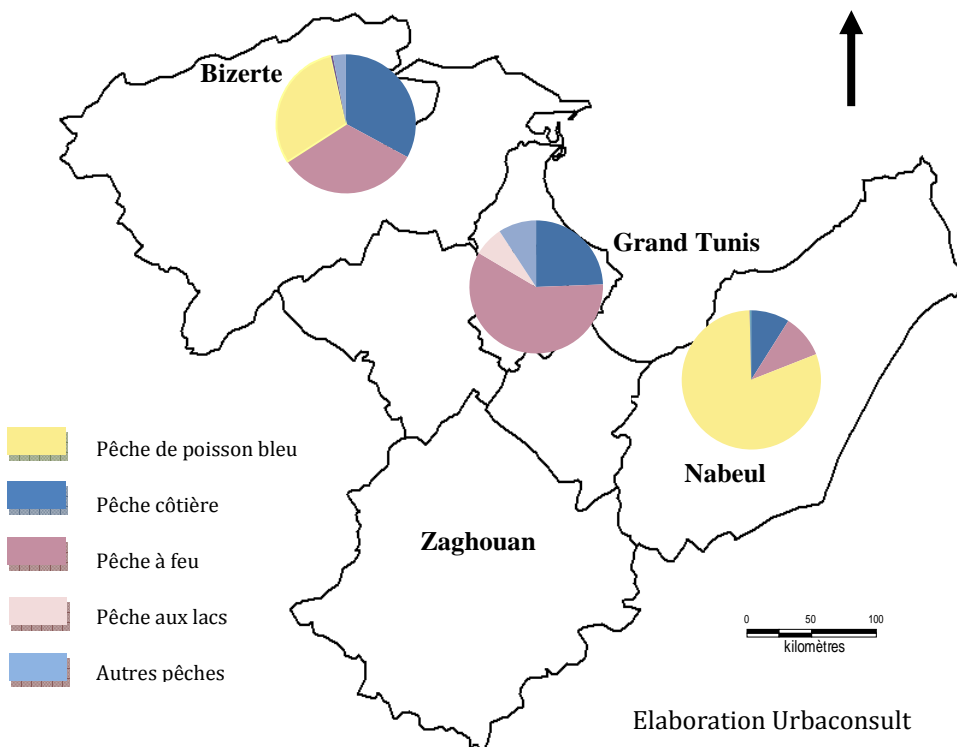 Bizerte
Grand Tunis
Nabeul
Zaghouan
Pêche de poisson bleu
Pêche côtière
Pêche à feu
Pêche aux lacs
Autres pêches
0 50 100
kilomètres
Elaboration Urbaconsult